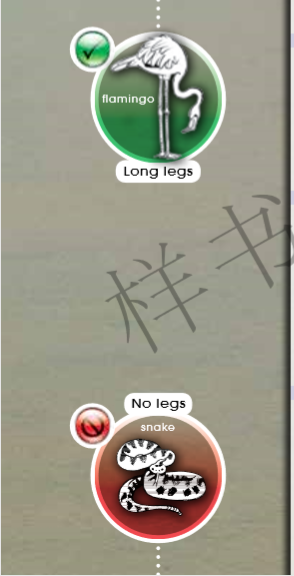 flamingo
Long legs
样书
No legs
snake